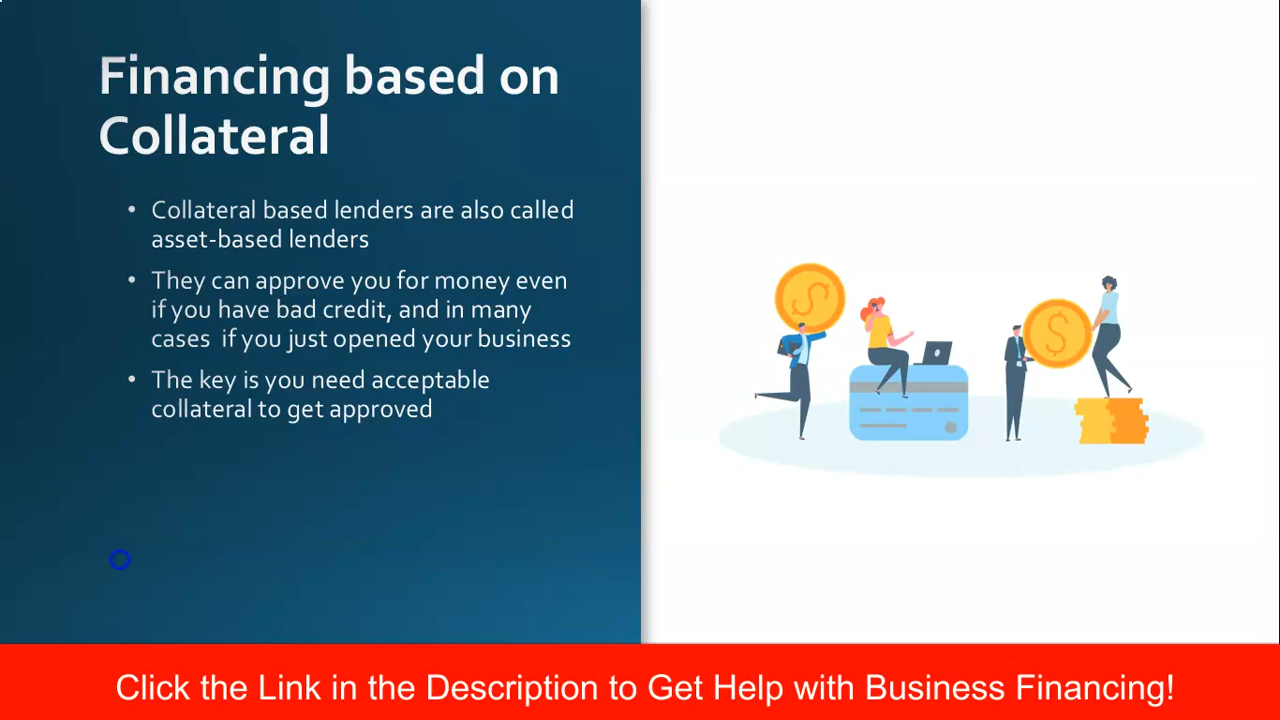 Financing based on
Collateral
• Collateral based lenders are also called
asset-based lenders
• They can approve you for money even
if you have bad credit, and in many
cases  if you just opened your business
• The key is you need acceptable
collateral to get approved
$
$
Click the Link in the Description to Get Help with Business Financing!